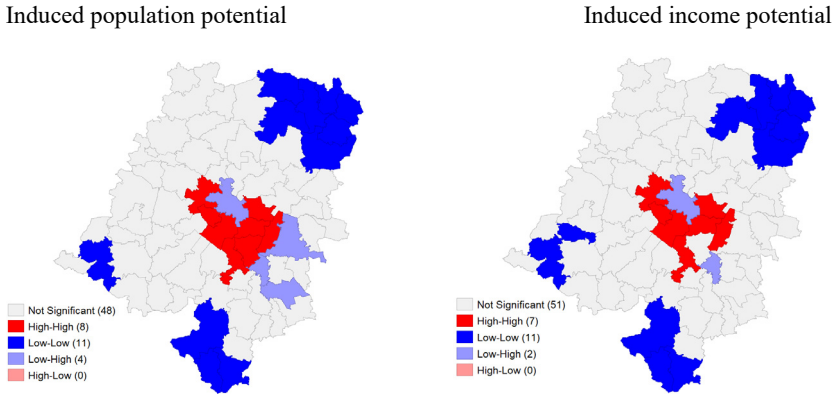 Induced population potential
Induced income potential
Not Significant (48)
High-High (8)
Low-Low (11)
Low-High (4)
High-Low (0)
Not Significant (51)
High-High (7)
Low-Low (11)
Low-High (2)
High-Low (0)